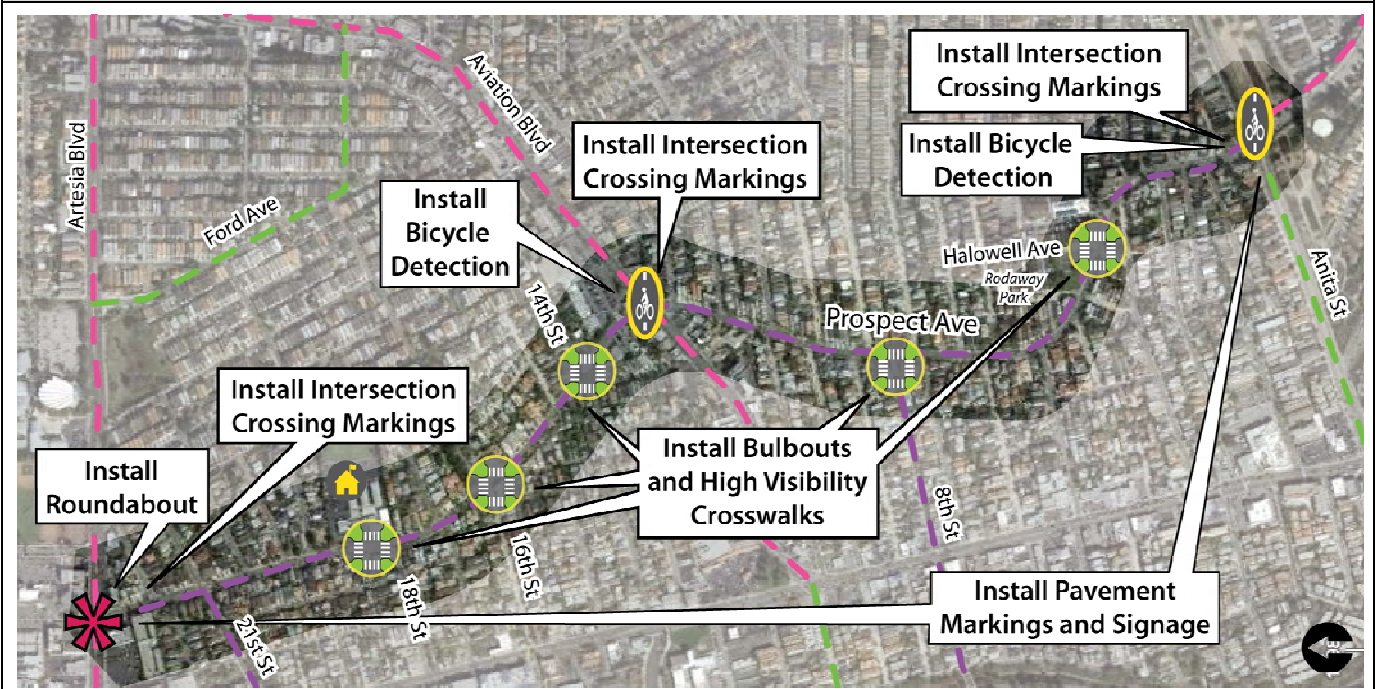 Install Intersection
Crossing Markings
Install Bicycle
Detection
Aviation Blvd
Artesia Blvd
Install Intersection
Crossing Markings
Install
Bicycle
Detection
Ford Ave
Halowell Ave
Rodaway
Park
Anita St
14th St
Prospect Ave
Install Intersection
Crossing Markings
Install
Roundabout
Install Bulbouts
and High Visibility
Crosswalks
8th St
16th St
18th St
21st St
Install Pavement
Markings and Signage